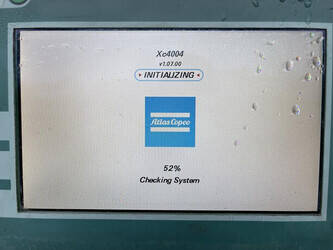 Xc4004
v1.07.00
INITIALIZING
Atlas Copco
52%
Checking System